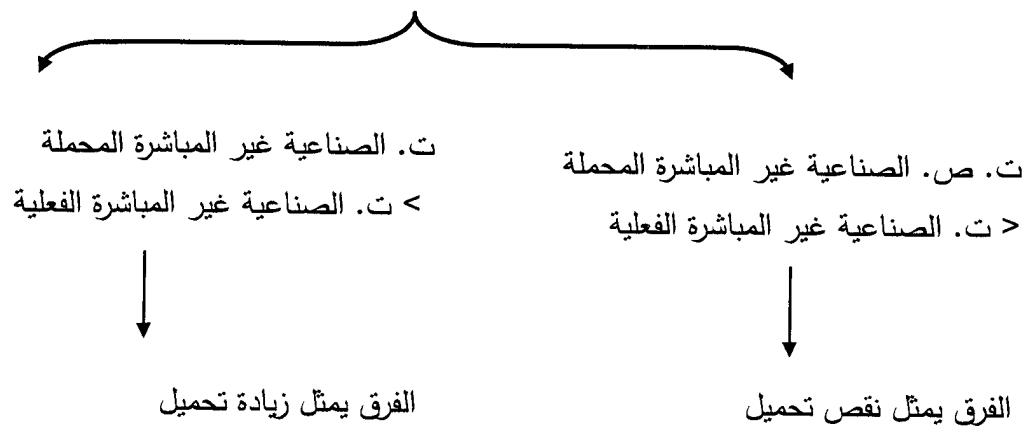 ت. ص. الصناعية غير المباشرة المحملة
< ت. الصناعية غير المباشرة الفعلية
الفرق يمثل نقص تحميل
ت. الصناعية غير المباشرة المحملة
> ت. الصناعية غير المباشرة الفعلية
الفرق يمثل زيادة تحميل